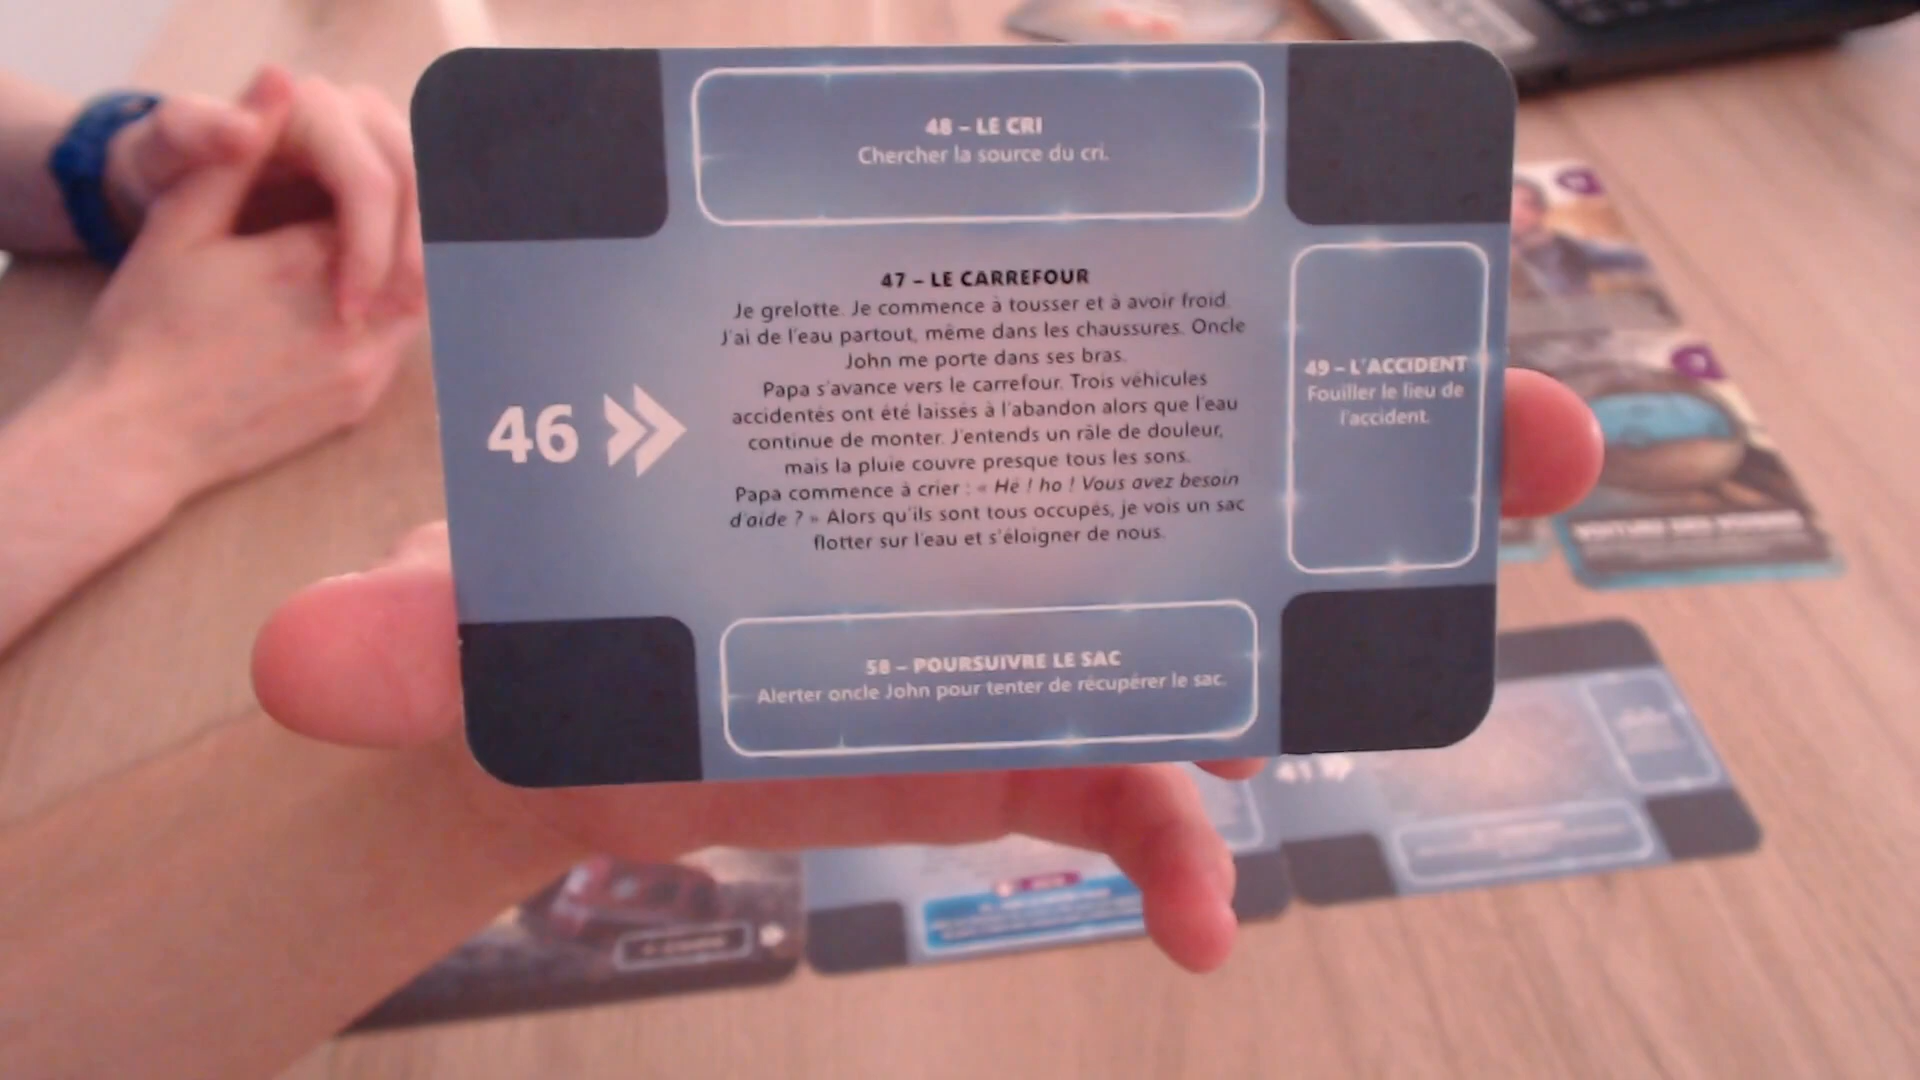 48 – LE CRI
Chercher la source du cri.
46
47 – LE CARREFOUR
Je grelotte. Je commence à tousser et à avoir froid.
J'ai de l'eau partout, même dans les chaussures. Oncle
John me porte dans ses bras.
Papa s'avance vers le carrefour. Trois véhicules
accidentés ont été laissés à l'abandon alors que l'eau
continue de monter. J'entends un râle de douleur,
mais la pluie couvre presque tous les sons.
Papa commence à crier : « Hé ! ho ! Vous avez besoin
d'aide ? » Alors qu'ils sont tous occupés, je vois un sac
flotter sur l'eau et s'éloigner de nous.
49 – L'ACCIDENT
Fouiller le lieu de
l'accident.
58 – POURSUIVRE LE SAC
Alerter oncle John pour tenter de récupérer le sac.
41